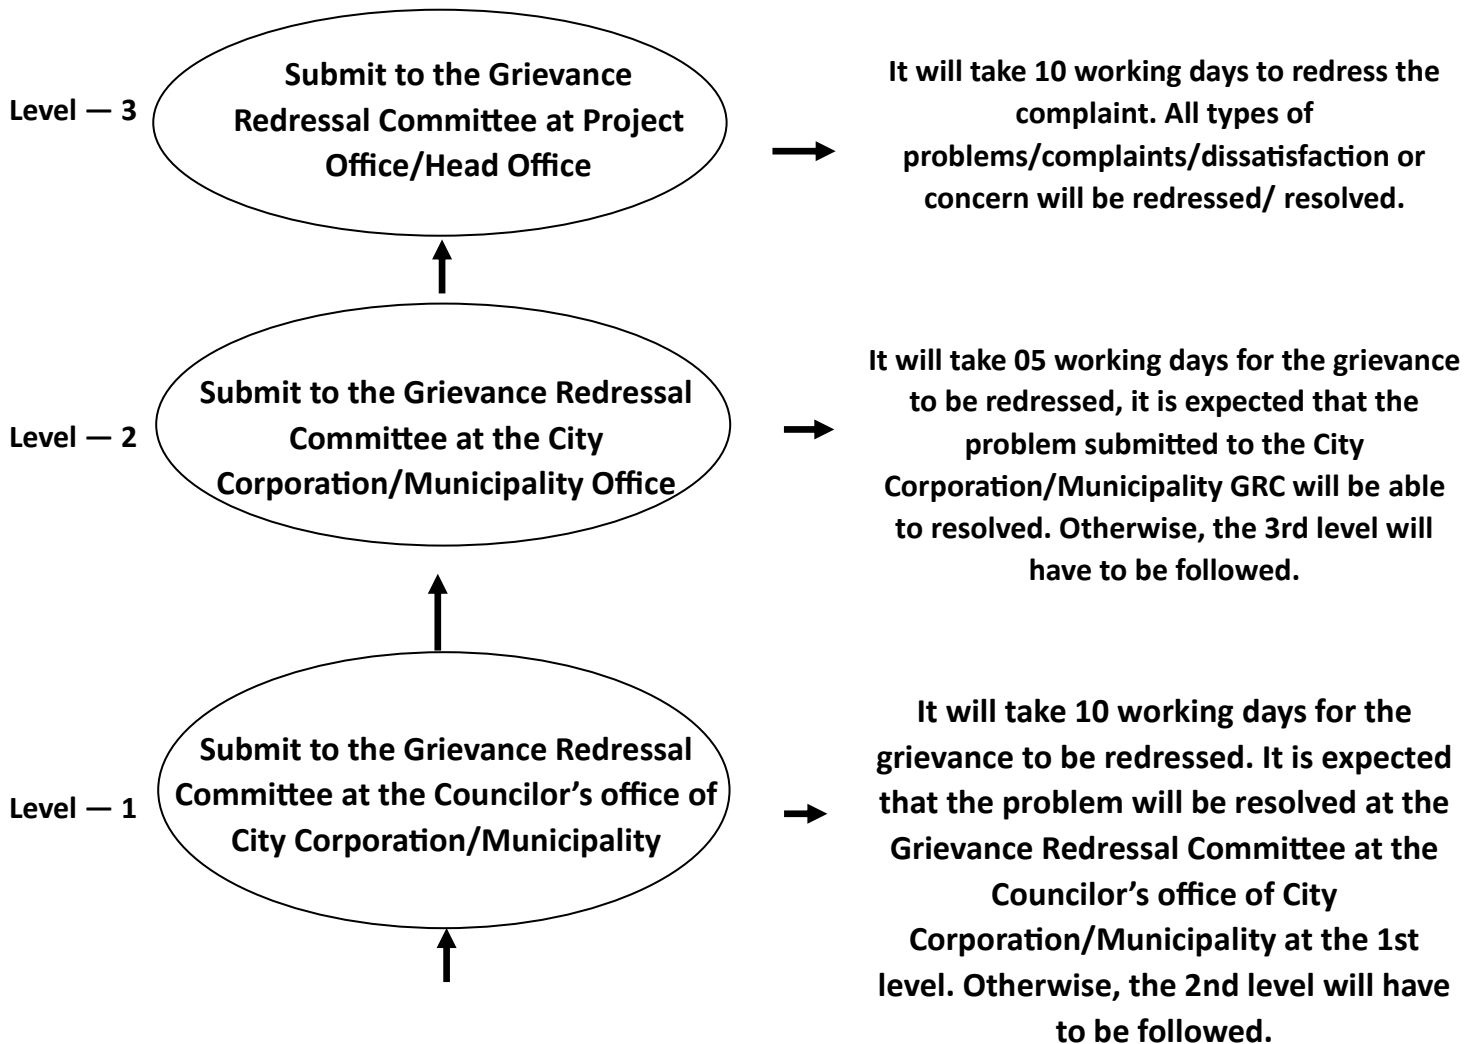 Level — 3
Submit to the Grievance
Redressal Committee at Project
Office/Head Office
It will take 10 working days to redress the
complaint. All types of
problems/complaints/dissatisfaction or
concern will be redressed/ resolved.
Level — 2
Submit to the Grievance Redressal
Committee at the City
Corporation/Municipality Office
It will take 05 working days for the grievance
to be redressed, it is expected that the
problem submitted to the City
Corporation/Municipality GRC will be able
to resolved. Otherwise, the 3rd level will
have to be followed.
Level — 1
Submit to the Grievance Redressal
Committee at the Councilor’s office of
City Corporation/Municipality
It will take 10 working days for the
grievance to be redressed. It is expected
that the problem will be resolved at the
Grievance Redressal Committee at the
Councilor’s office of City
Corporation/Municipality at the 1st
level. Otherwise, the 2nd level will have
to be followed.